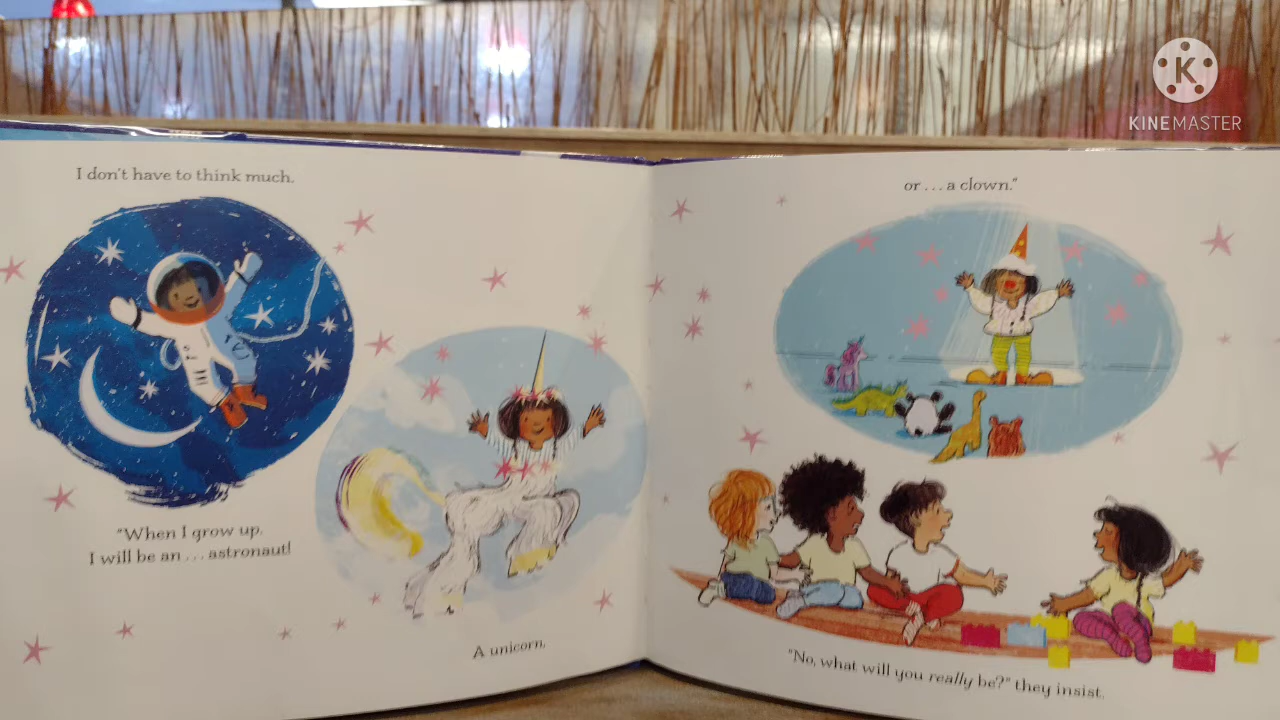 I don't have to think much.
"When I grow up,
I will be an . . . astronaut!
A unicorn,
or . . . a clown."
"No, what will you really be?" they insist.
KINEMASTER